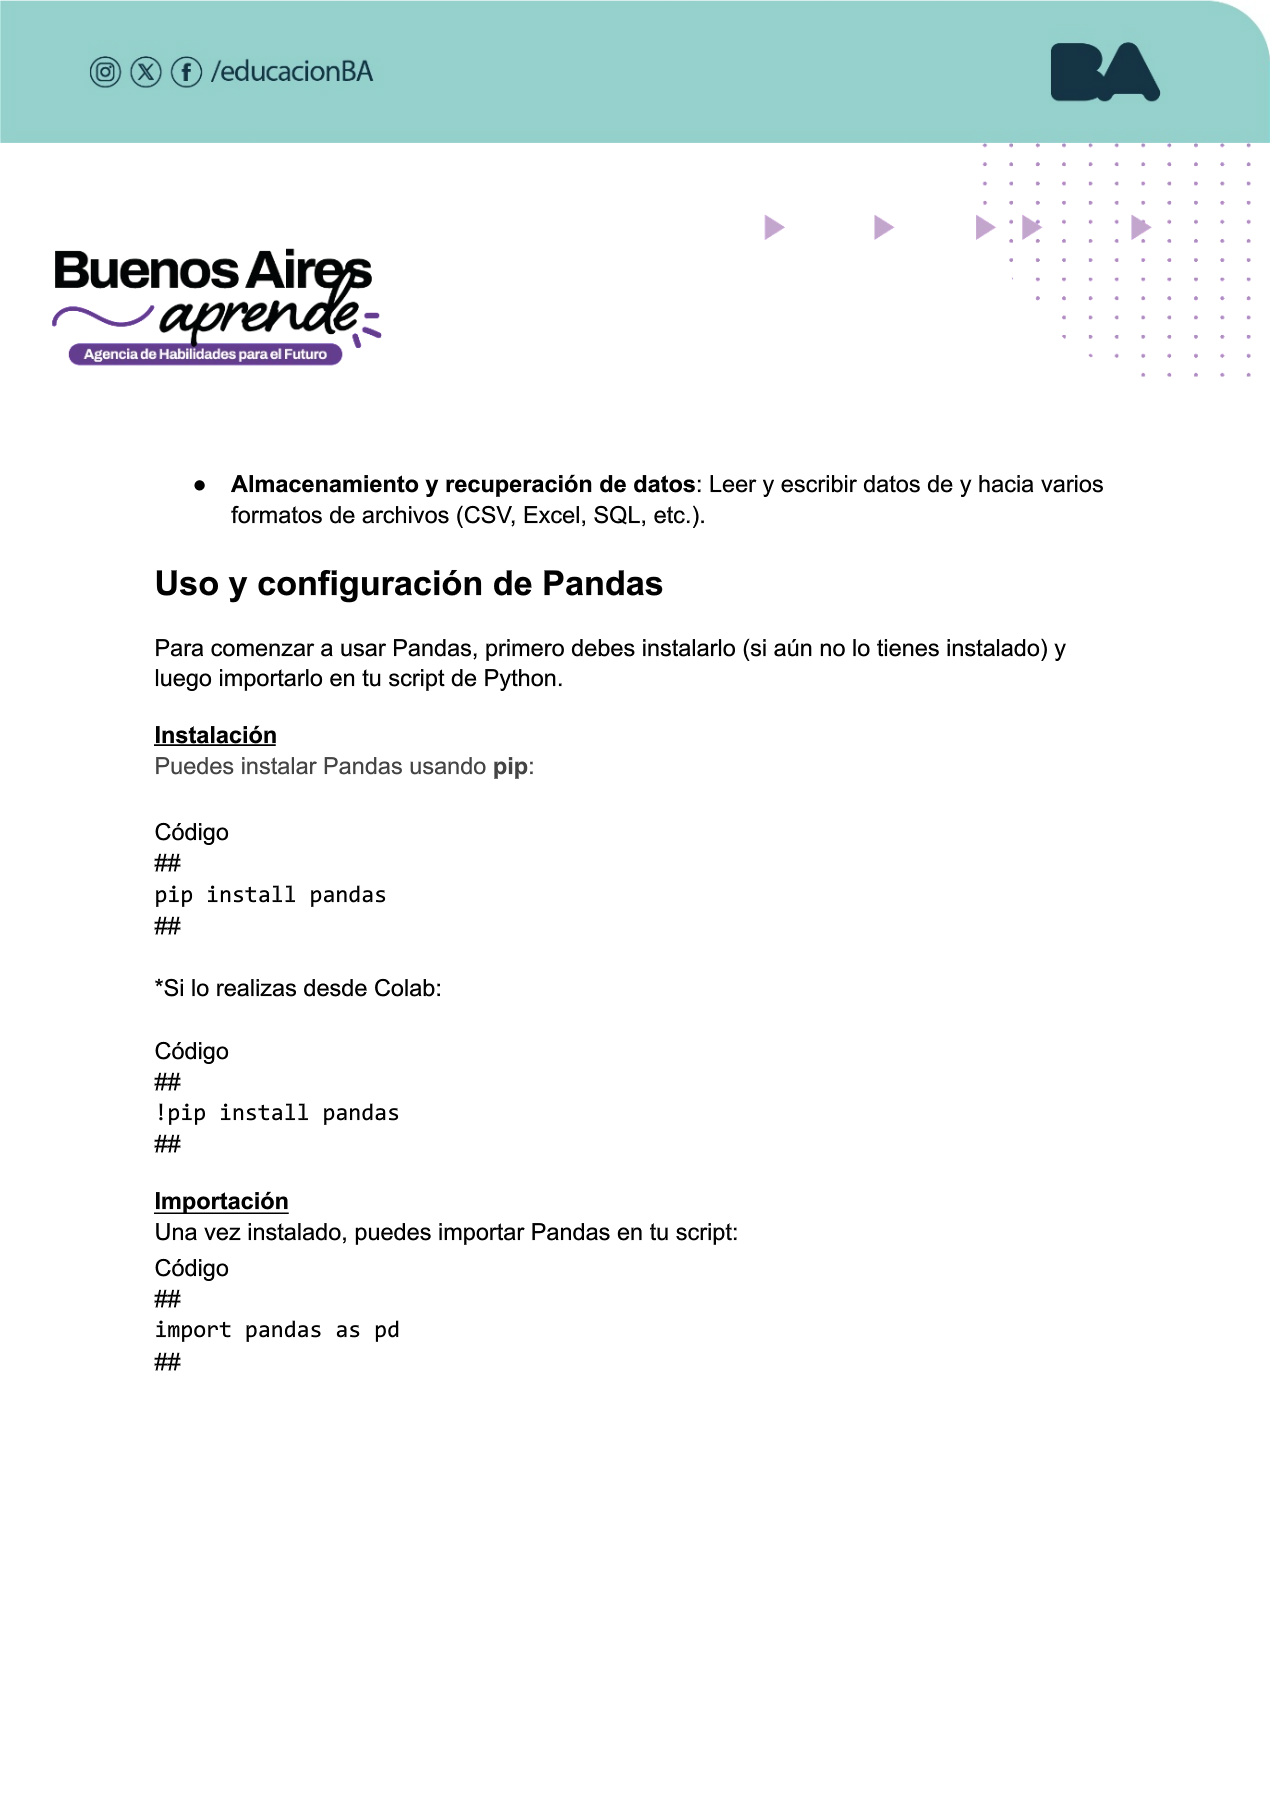 /educacionBA
BA
Buenos Aires
aprende
Agencia de Habilidades para el Futuro
● Almacenamiento y recuperación de datos: Leer y escribir datos de y hacia varios
formatos de archivos (CSV, Excel, SQL, etc.).
Uso y configuración de Pandas
Para comenzar a usar Pandas, primero debes instalarlo (si aún no lo tienes instalado) y
luego importarlo en tu script de Python.
Instalación
Puedes instalar Pandas usando pip:
Código
##
pip install pandas
##
*Si lo realizas desde Colab:
Código
##
!pip install pandas
##
Importación
Una vez instalado, puedes importar Pandas en tu script:
Código
##
import pandas as pd
##